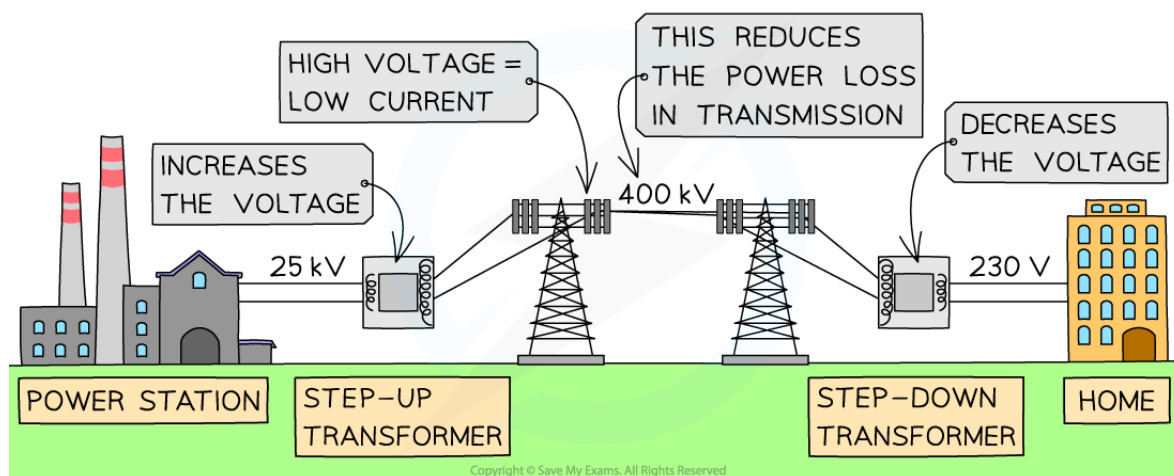 HIGH VOLTAGE =
LOW CURRENT
THIS REDUCES
THE POWER LOSS
IN TRANSMISSION
INCREASES
THE VOLTAGE
DECREASES
THE VOLTAGE
25 kV
400 kV
230 V
POWER STATION
STEP-UP
TRANSFORMER
STEP-DOWN
TRANSFORMER
HOME
Copyright © Save My Exams. All Rights Reserved